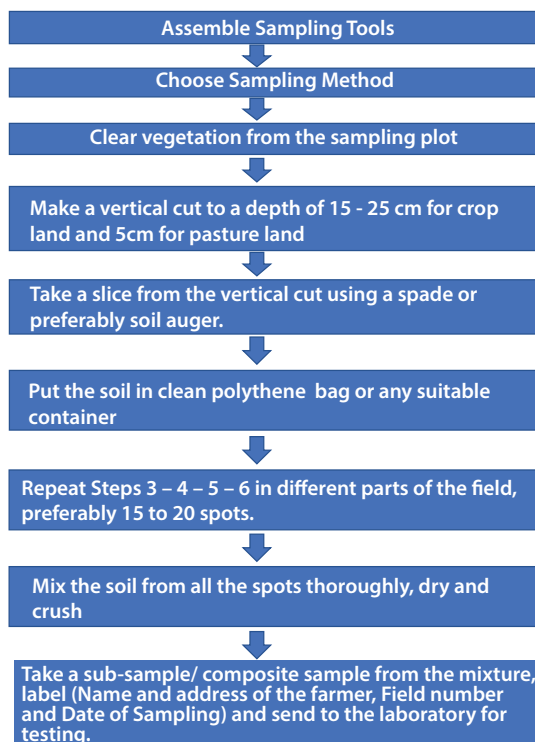 Assemble Sampling Tools
Choose Sampling Method
Clear vegetation from the sampling plot
Make a vertical cut to a depth of 15 - 25 cm for crop
land and 5cm for pasture land
Take a slice from the vertical cut using a spade or
preferably soil auger.
Put the soil in clean polythene bag or any suitable
container
Repeat Steps 3 – 4 – 5 – 6 in different parts of the field,
preferably 15 to 20 spots.
Mix the soil from all the spots thoroughly, dry and
crush
Take a sub-sample/ composite sample from the mixture,
label (Name and address of the farmer, Field number
and Date of Sampling) and send to the laboratory for
testing.